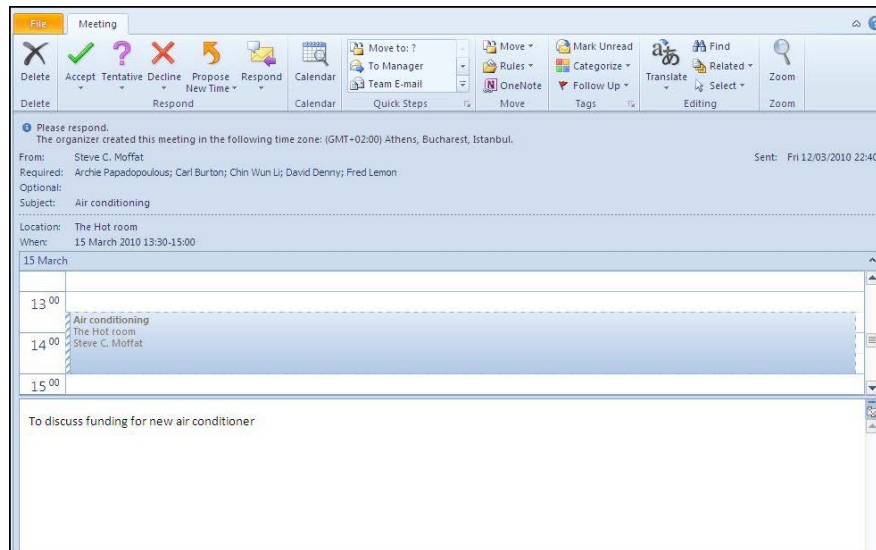 File Meeting
Delete Accept Tentative Decline Propose New Time Respond Calendar
Move to: ?
To Manager
Team E-mail
Move
Rules
OneNote
Mark Unread
Categorize
Follow Up
Translate
Find
Related
Select
Zoom
Delete Respond Calendar Quick Steps Move Tags Editing Zoom
Please respond.
The organizer created this meeting in the following time zone: (GMT+02:00) Athens, Bucharest, Istanbul.
From: Steve C. Moffat Sent: Fri 12/03/2010 22:40
Required: Archie Papadopoulous; Carl Burton; Chin Wun Li; David Denny; Fred Lemon
Optional:
Subject: Air conditioning
Location: The Hot room
When: 15 March 2010 13:30-15:00
15 March
13 00
Air conditioning
The Hot room
14 00 Steve C. Moffat
15 00
To discuss funding for new air conditioner